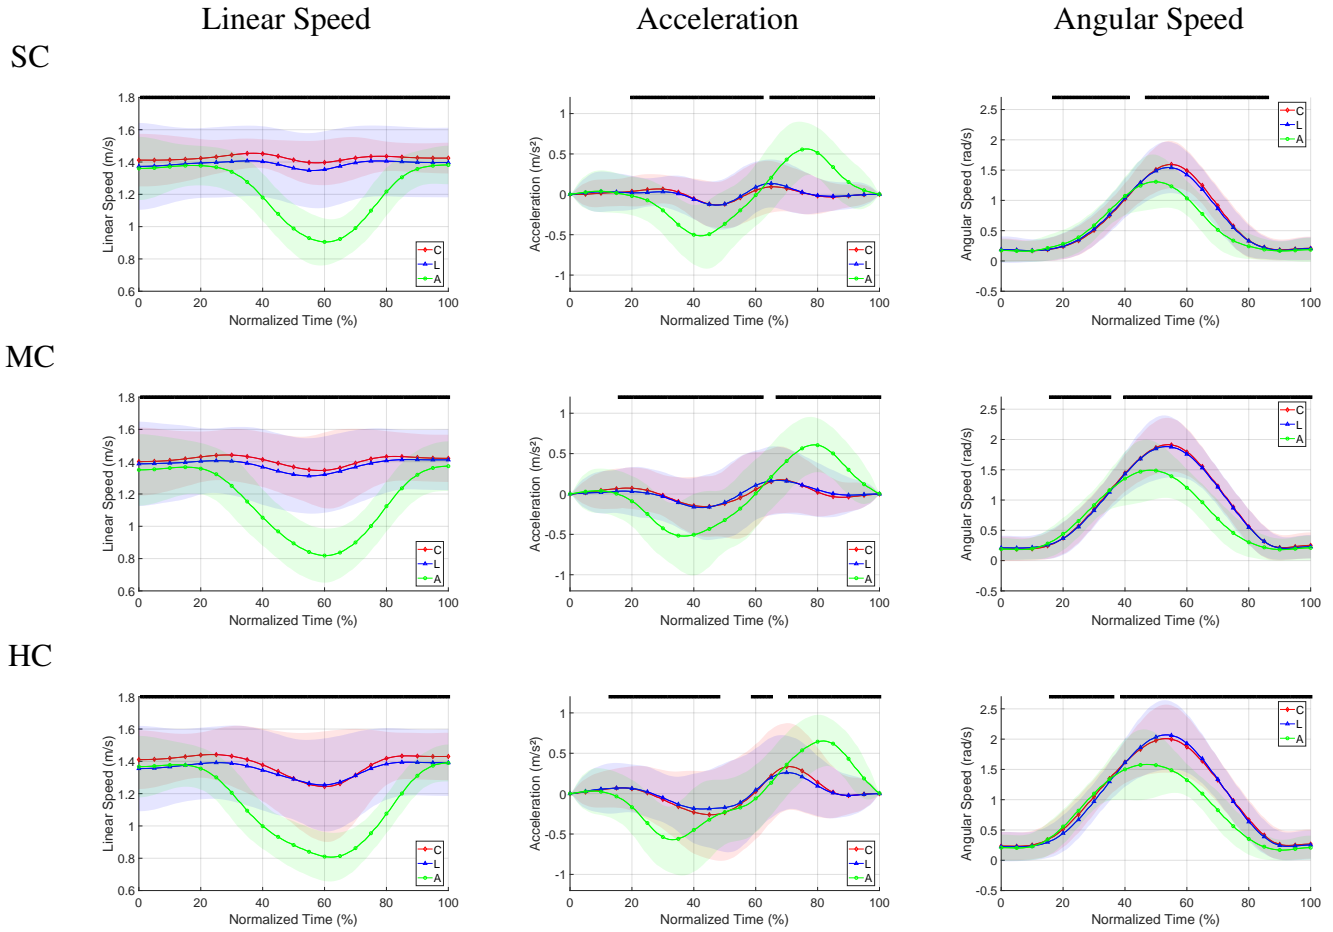 Linear Speed Acceleration Angular Speed
SC
1.8
1.6
1.4
1.2
1
0.8
0.6
Linear Speed (m/s)
0 20 40 60 80 100
Normalized Time (%)
C
L
A
1
0.5
0
-0.5
-1
Acceleration (m/s²)
0 20 40 60 80 100
Normalized Time (%)
C
L
A
2.5
2
1.5
1
0.5
0
-0.5
Angular Speed (rad/s)
0 20 40 60 80 100
Normalized Time (%)
C
L
A
MC
1.8
1.6
1.4
1.2
1
0.8
0.6
Linear Speed (m/s)
0 20 40 60 80 100
Normalized Time (%)
C
L
A
1
0.5
0
-0.5
-1
Acceleration (m/s²)
0 20 40 60 80 100
Normalized Time (%)
C
L
A
2.5
2
1.5
1
0.5
0
-0.5
Angular Speed (rad/s)
0 20 40 60 80 100
Normalized Time (%)
C
L
A
HC
1.8
1.6
1.4
1.2
1
0.8
0.6
Linear Speed (m/s)
0 20 40 60 80 100
Normalized Time (%)
C
L
A
1
0.5
0
-0.5
-1
Acceleration (m/s²)
0 20 40 60 80 100
Normalized Time (%)
C
L
A
2.5
2
1.5
1
0.5
0
-0.5
Angular Speed (rad/s)
0 20 40 60 80 100
Normalized Time (%)
C
L
A